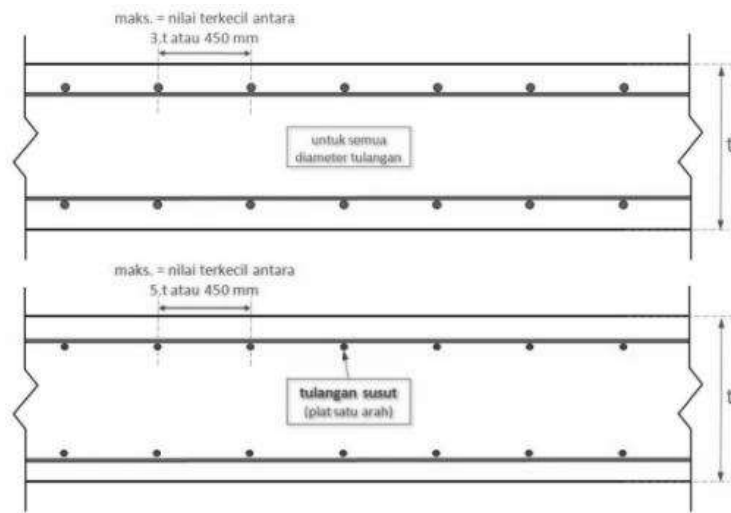 maks. = nilai terkecil antara
3.t atau 450 mm
untuk semua
diameter tulangan
t
maks. = nilai terkecil antara
5.t atau 450 mm
tulangan susut
(plat satu arah)
t